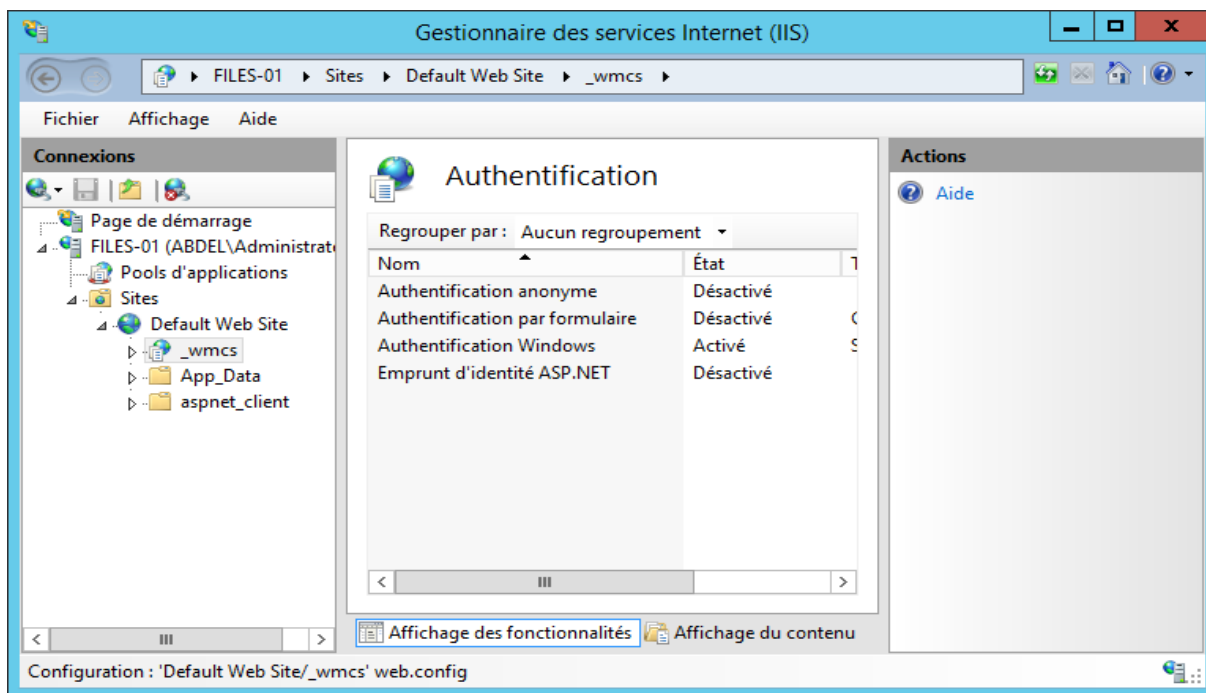 Gestionnaire des services Internet (IIS)
FILES-01 Sites Default Web Site _wmcs
Fichier Affichage Aide
Connexions
Page de démarrage
FILES-01 (ABDEL\Administrate
Pools d'applications
Sites
Default Web Site
_wmcs
App_Data
aspnet_client
Authentification
Regrouper par : Aucun regroupement
Nom État
Authentification anonyme Désactivé
Authentification par formulaire Désactivé
Authentification Windows Activé S
Emprunt d'identité ASP.NET Désactivé
Affichage des fonctionnalités Affichage du contenu
Actions
Aide
Configuration : 'Default Web Site/_wmcs' web.config